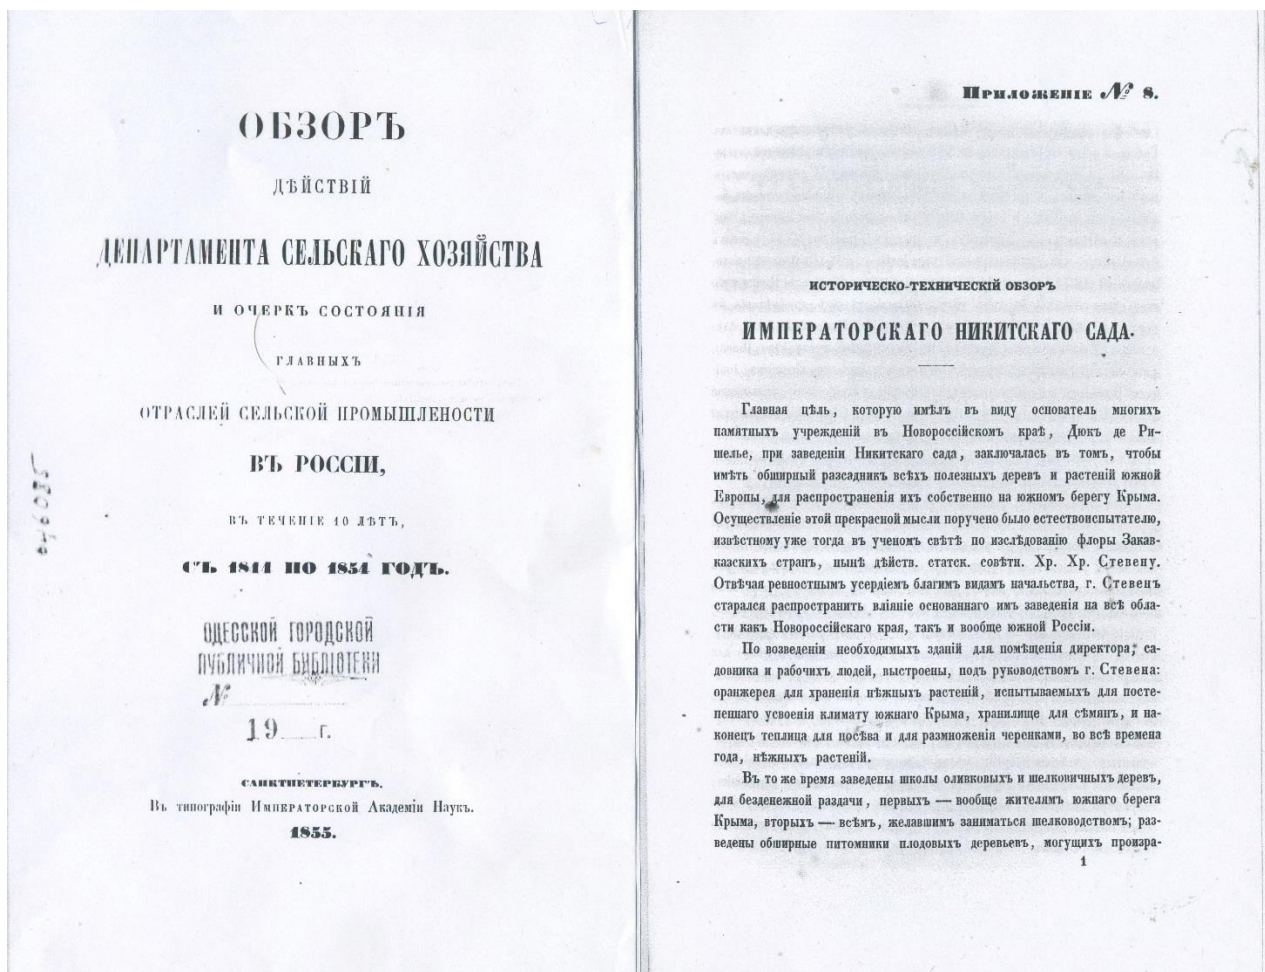 ОБЗОРЪ
ДѢЙСТВІЙ
ДЕПАРТАМЕНТА СЕЛЬСКАГО ХОЗЯЙСТВА
И ОЧЕРКЪ СОСТОЯНІЯ
ГЛАВНЫХЪ
ОТРАСЛЕЙ СЕЛЬСКОЙ ПРОМЫШЛЕНОСТИ
ВЪ РОССІИ,
ВЪ ТЕЧЕНІЕ 10 ЛѢТЪ,
СЪ 1844 ПО 1854 ГОДЪ.
ОДЕССКОЙ ГОРОДСКОЙ
ПУБЛИЧНОЙ БИБЛІОТЕКИ
№
19 г.
САНКТПЕТЕРБУРГЪ.
Въ типографіи Императорской Академіи Наукъ.
1855.
Приложеніе № 8.
ИСТОРИЧЕСКО-ТЕХНИЧЕСКІЙ ОБЗОРЪ
ИМПЕРАТОРСКАГО НИКИТСКАГО САДА.
Главная цѣль, которую имѣлъ въ виду основатель многихъ
памятныхъ учрежденій въ Новороссійскомъ краѣ, Дюкъ де Ри-
шелье, при заведеніи Никитскаго сада, заключалась въ томъ, чтобы
имѣть обширный разсадникъ всѣхъ полезныхъ деревъ и растеній южной
Европы, для распространенія ихъ собственно на южномъ берегу Крыма.
Осуществленіе этой прекрасной мысли поручено было естествоиспытателю,
извѣстному уже тогда въ ученомъ свѣтѣ по изслѣдованію флоры Закав-
казскихъ странъ, нынѣ дѣйств. статск. совѣтн. Хр. Хр. Стевену.
Отвѣчая ревностнымъ усердіемъ благимъ видамъ начальства, г. Стевенъ
старался распространить вліяніе основаннаго имъ заведенія на всѣ обла-
сти какъ Новороссійскаго края, такъ и вообще южной Россіи.
По возведеніи необходимыхъ зданій для помѣщенія директора, са-
довника и рабочихъ людей, выстроены, подъ руководствомъ г. Стевена:
оранжерея для храненія нѣжныхъ растеній, испытываемыхъ для посте-
пеннаго усвоенія климату южнаго Крыма, хранилище для сѣмянъ, и на-
конецъ теплица для посѣва и для размноженія черенками, во всѣ времена
года, нѣжныхъ растеній.
Въ то же время заведены школы оливковыхъ и шелковичныхъ деревъ,
для безденежной раздачи, первыхъ — вообще жителямъ южнаго берега
Крыма, вторыхъ — всѣмъ, желавшимъ заниматься шелководствомъ; раз-
ведены обширные питомники плодовыхъ деревьевъ, могущихъ произра-
1